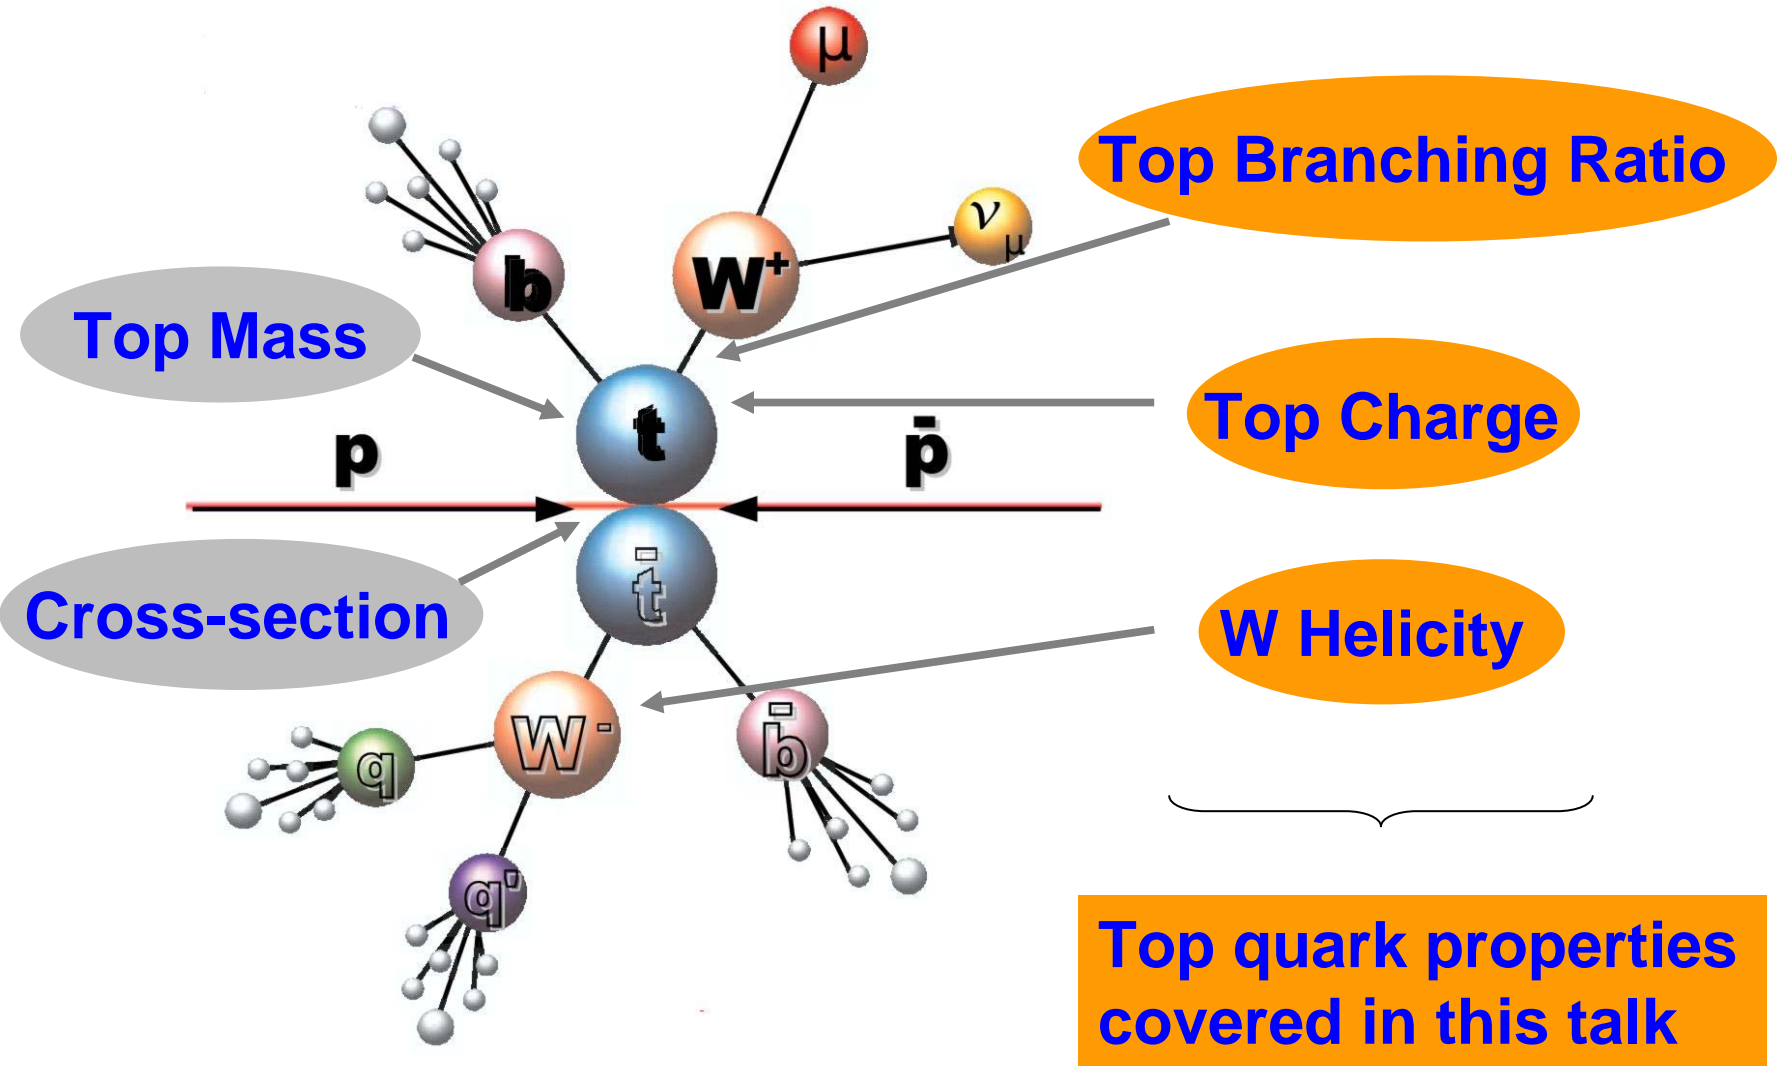 μ
Top Branching Ratio
ν
μ
b
W⁺
Top Mass
t
Top Charge
p
p̄
t̄
Cross-section
W Helicity
W⁻
b̄
q
q'
Top quark properties
covered in this talk